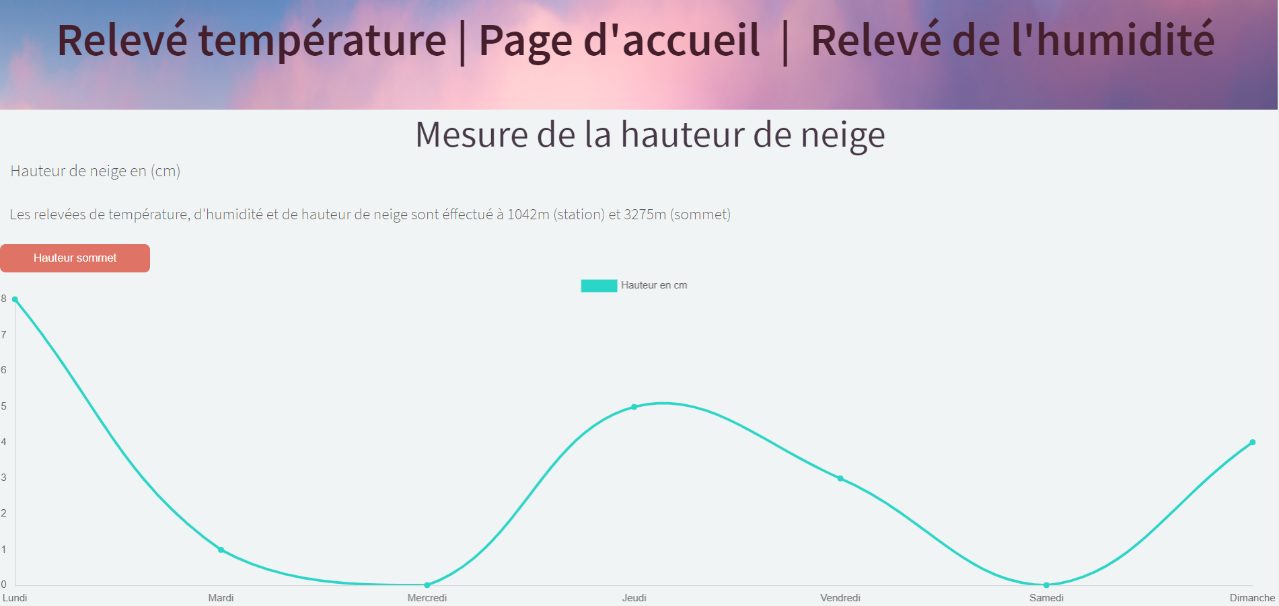 Relevé température | Page d'accueil | Relevé de l'humidité
Mesure de la hauteur de neige
Hauteur de neige en (cm)
Les relevées de température, d'humidité et de hauteur de neige sont éffectué à 1042m (station) et 3275m (sommet)
Hauteur sommet
Hauteur en cm
8
7
6
5
4
3
2
1
0
Lundi Mardi Mercredi Jeudi Vendredi Samedi Dimanche